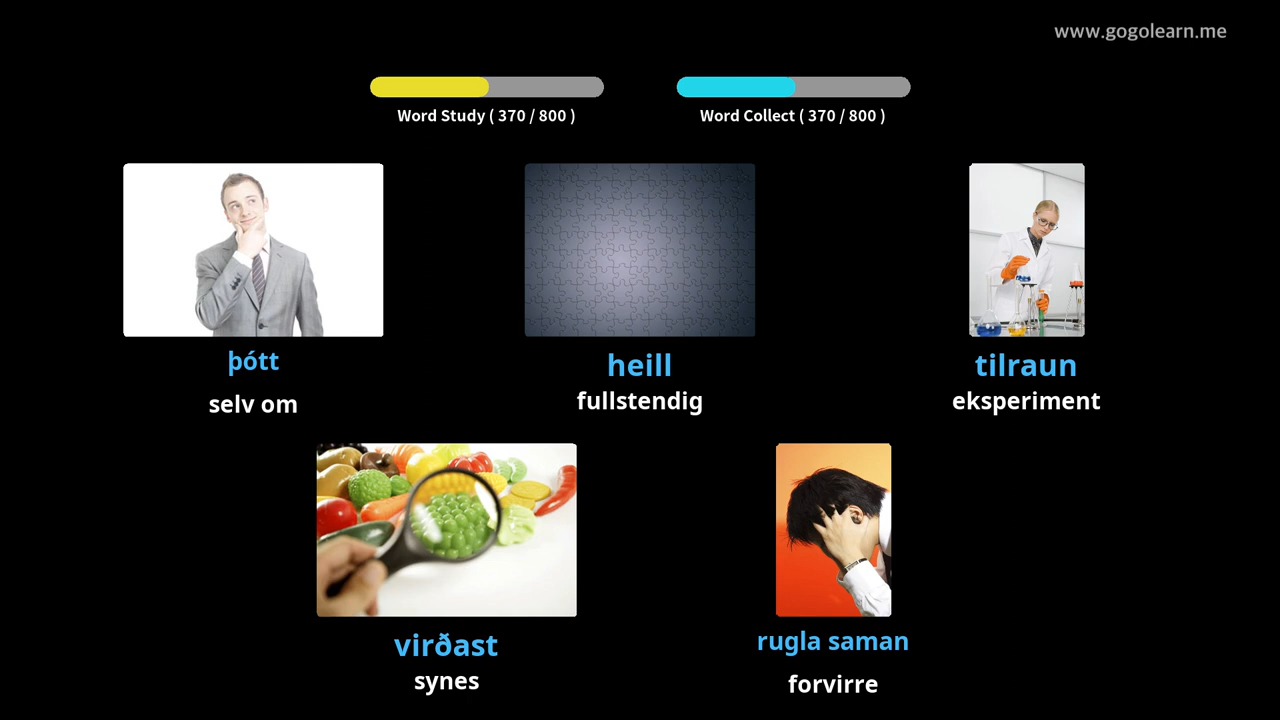 www.gogolearn.me
Word Study ( 370 / 800 )
Word Collect ( 370 / 800 )
þótt
selv om
heill
fullstendig
tilraun
eksperiment
virðast
synes
rugla saman
forvirre